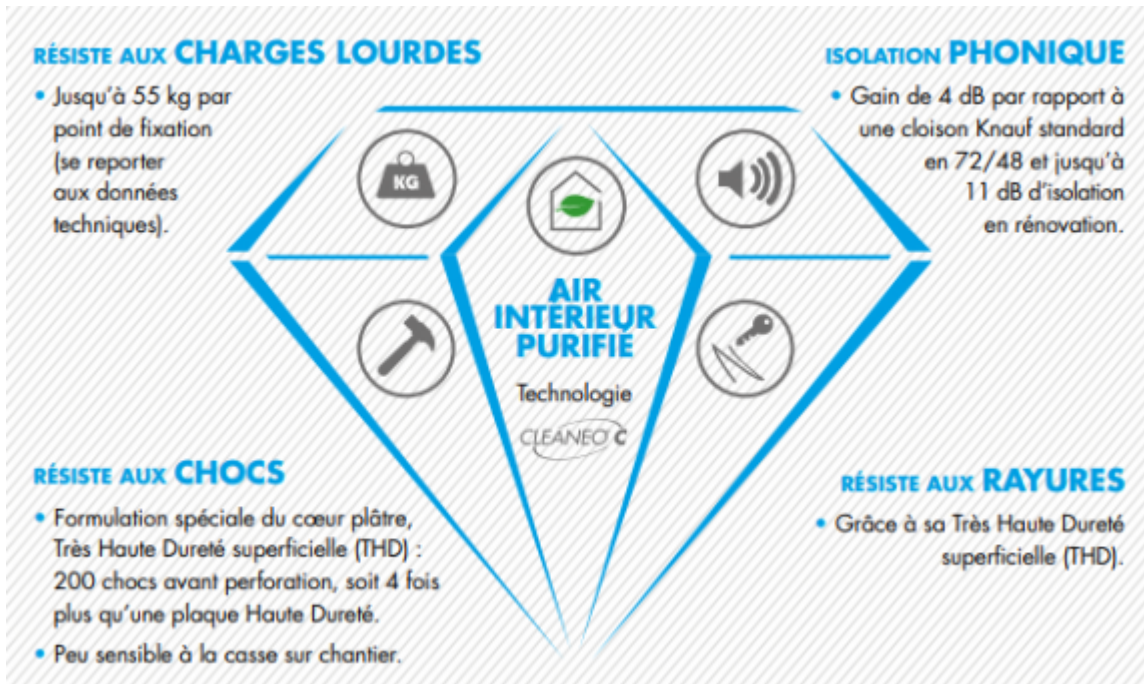 RÉSISTE AUX CHARGES LOURDES
• Jusqu'à 55 kg par
point de fixation
(se reporter
aux données
techniques).
ISOLATION PHONIQUE
• Gain de 4 dB par rapport à
une cloison Knauf standard
en 72/48 et jusqu'à
11 dB d'isolation
en rénovation.
KG
AIR
INTÉRIEUR
PURIFIÉ
Technologie
CLEANEO C
RÉSISTE AUX CHOCS
• Formulation spéciale du cœur plâtre,
Très Haute Dureté superficielle (THD) :
200 chocs avant perforation, soit 4 fois
plus qu'une plaque Haute Dureté.
• Peu sensible à la casse sur chantier.
RÉSISTE AUX RAYURES
• Grâce à sa Très Haute Dureté
superficielle (THD).